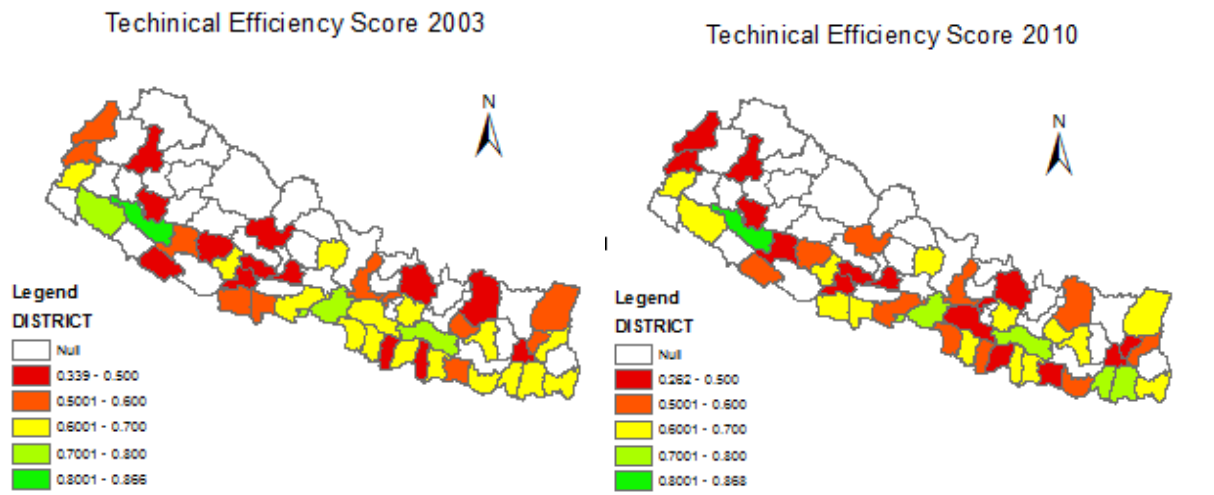 Techinical Efficiency Score 2003
N
Legend
DISTRICT
Null
0.339 - 0.500
0.5001 - 0.600
0.6001 - 0.700
0.7001 - 0.800
0.8001 - 0.866
Techinical Efficiency Score 2010
N
Legend
DISTRICT
Null
0.262 - 0.500
0.5001 - 0.600
0.6001 - 0.700
0.7001 - 0.800
0.8001 - 0.868